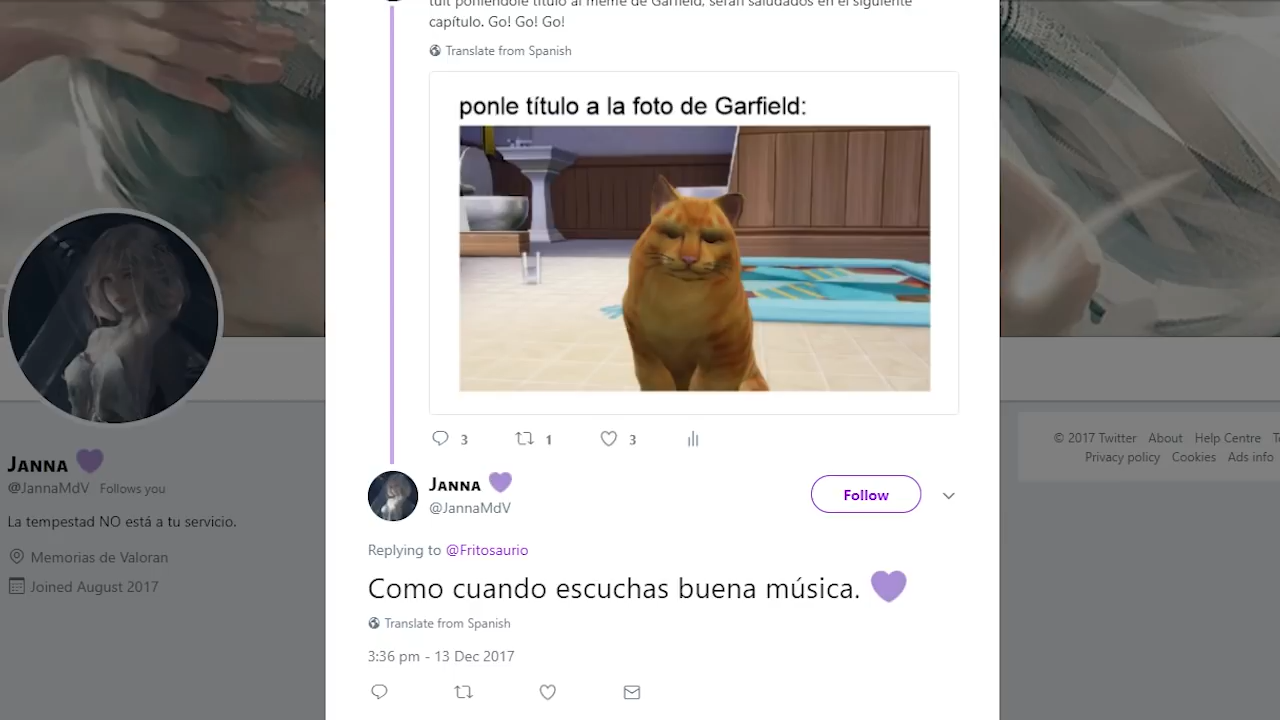 tuit poniéndole título al meme de Garfield, serán saludados en el siguiente
capítulo. Go! Go! Go!
Translate from Spanish
ponle título a la foto de Garfield:
3 1 3
Janna 💜
@JannaMdV
Follow
Replying to @Fritosaurio
Como cuando escuchas buena música. 💜
Translate from Spanish
3:36 pm - 13 Dec 2017
Janna 💜
@JannaMdV Follows you
La tempestad NO está a tu servicio.
Memorias de Valoran
Joined August 2017
© 2017 Twitter About Help Centre
Privacy policy Cookies Ads info